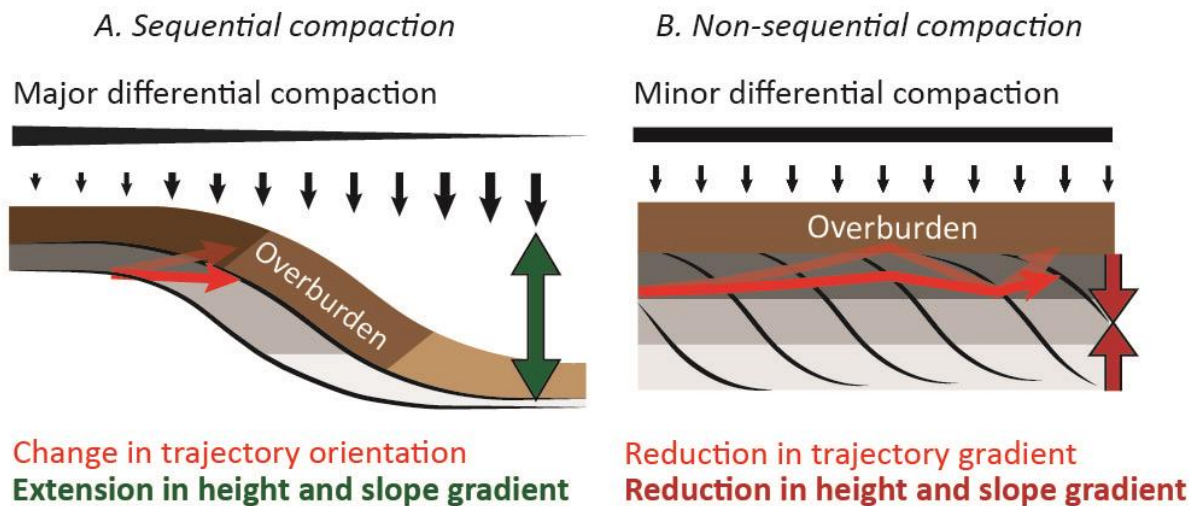 A. Sequential compaction
Major differential compaction
Overburden
Change in trajectory orientation
Extension in height and slope gradient
B. Non-sequential compaction
Minor differential compaction
Overburden
Reduction in trajectory gradient
Reduction in height and slope gradient